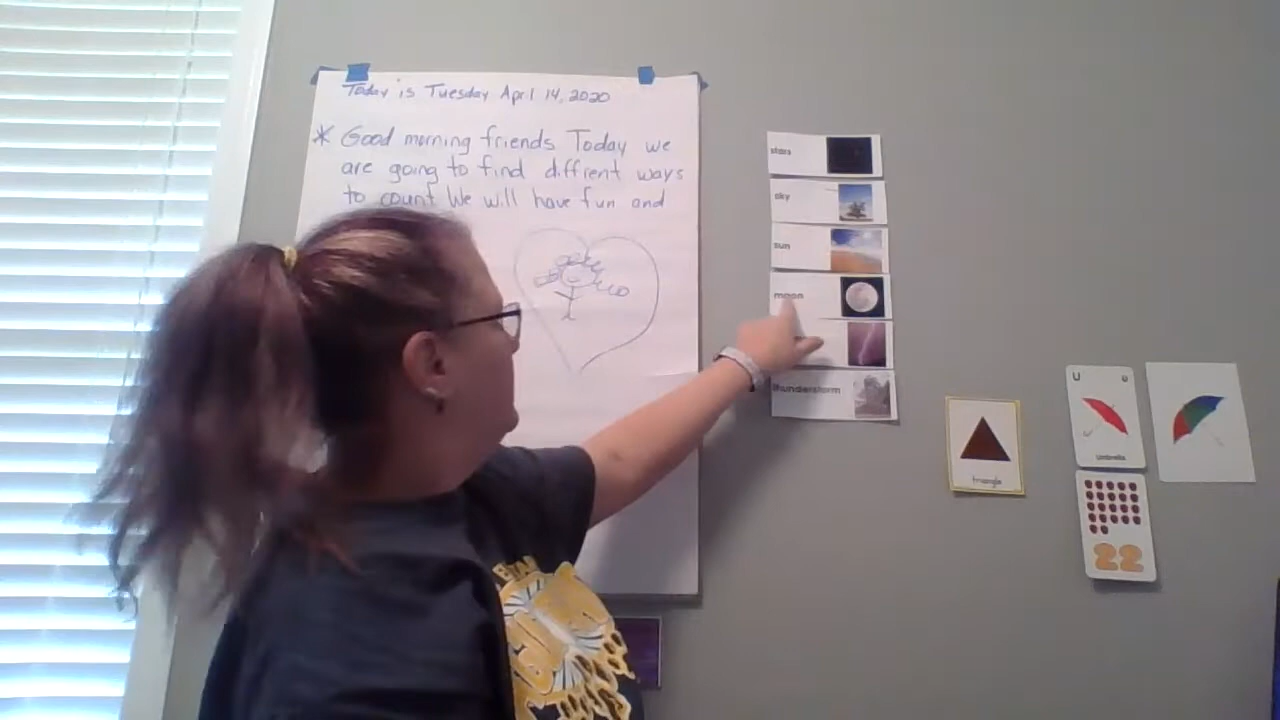 Today is Tuesday April 14, 2020
* Good morning friends. Today we
are going to find diffrent ways
to count. We will have fun and
stars
sky
sun
moon
thunderstorm
triangle
U u
umbrella
22